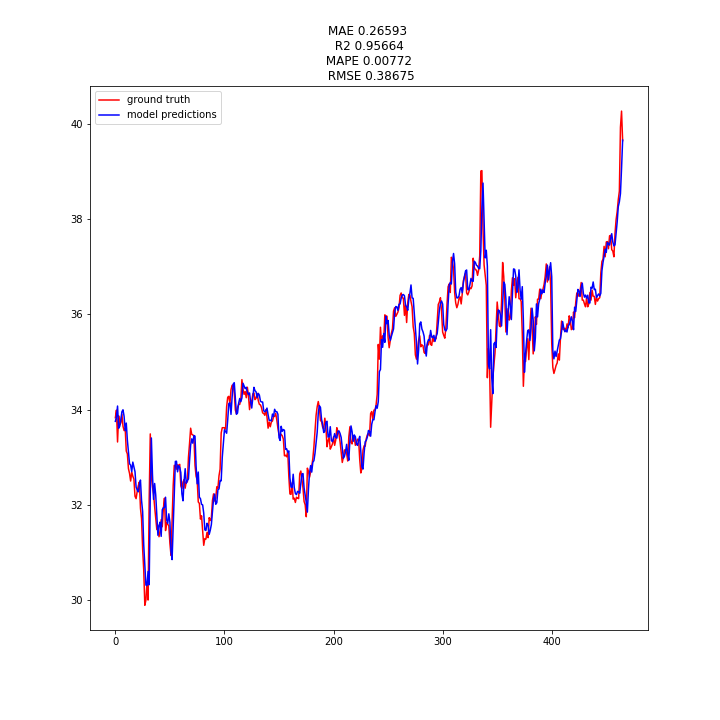 MAE 0.26593
R2 0.95664
MAPE 0.00772
RMSE 0.38675
ground truth
model predictions
40
38
36
34
32
30
0 100 200 300 400